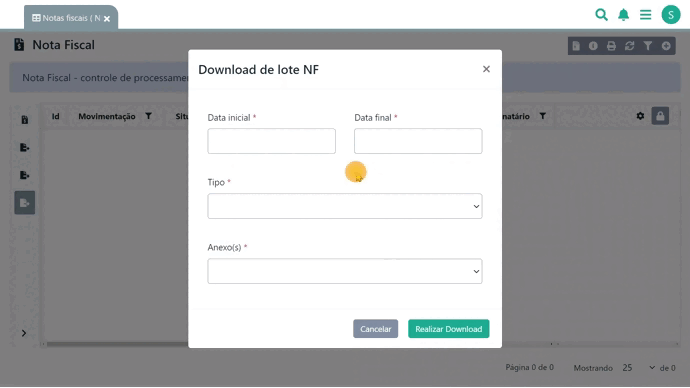 Notas fiscais ( N
S
Nota Fiscal
Nota Fiscal - controle de processame
Id Movimentação Situ natário
Download de lote NF
Data inicial * Data final *
Tipo *
Anexo(s) *
Cancelar Realizar Download
Página 0 de 0 Mostrando 25 de 0